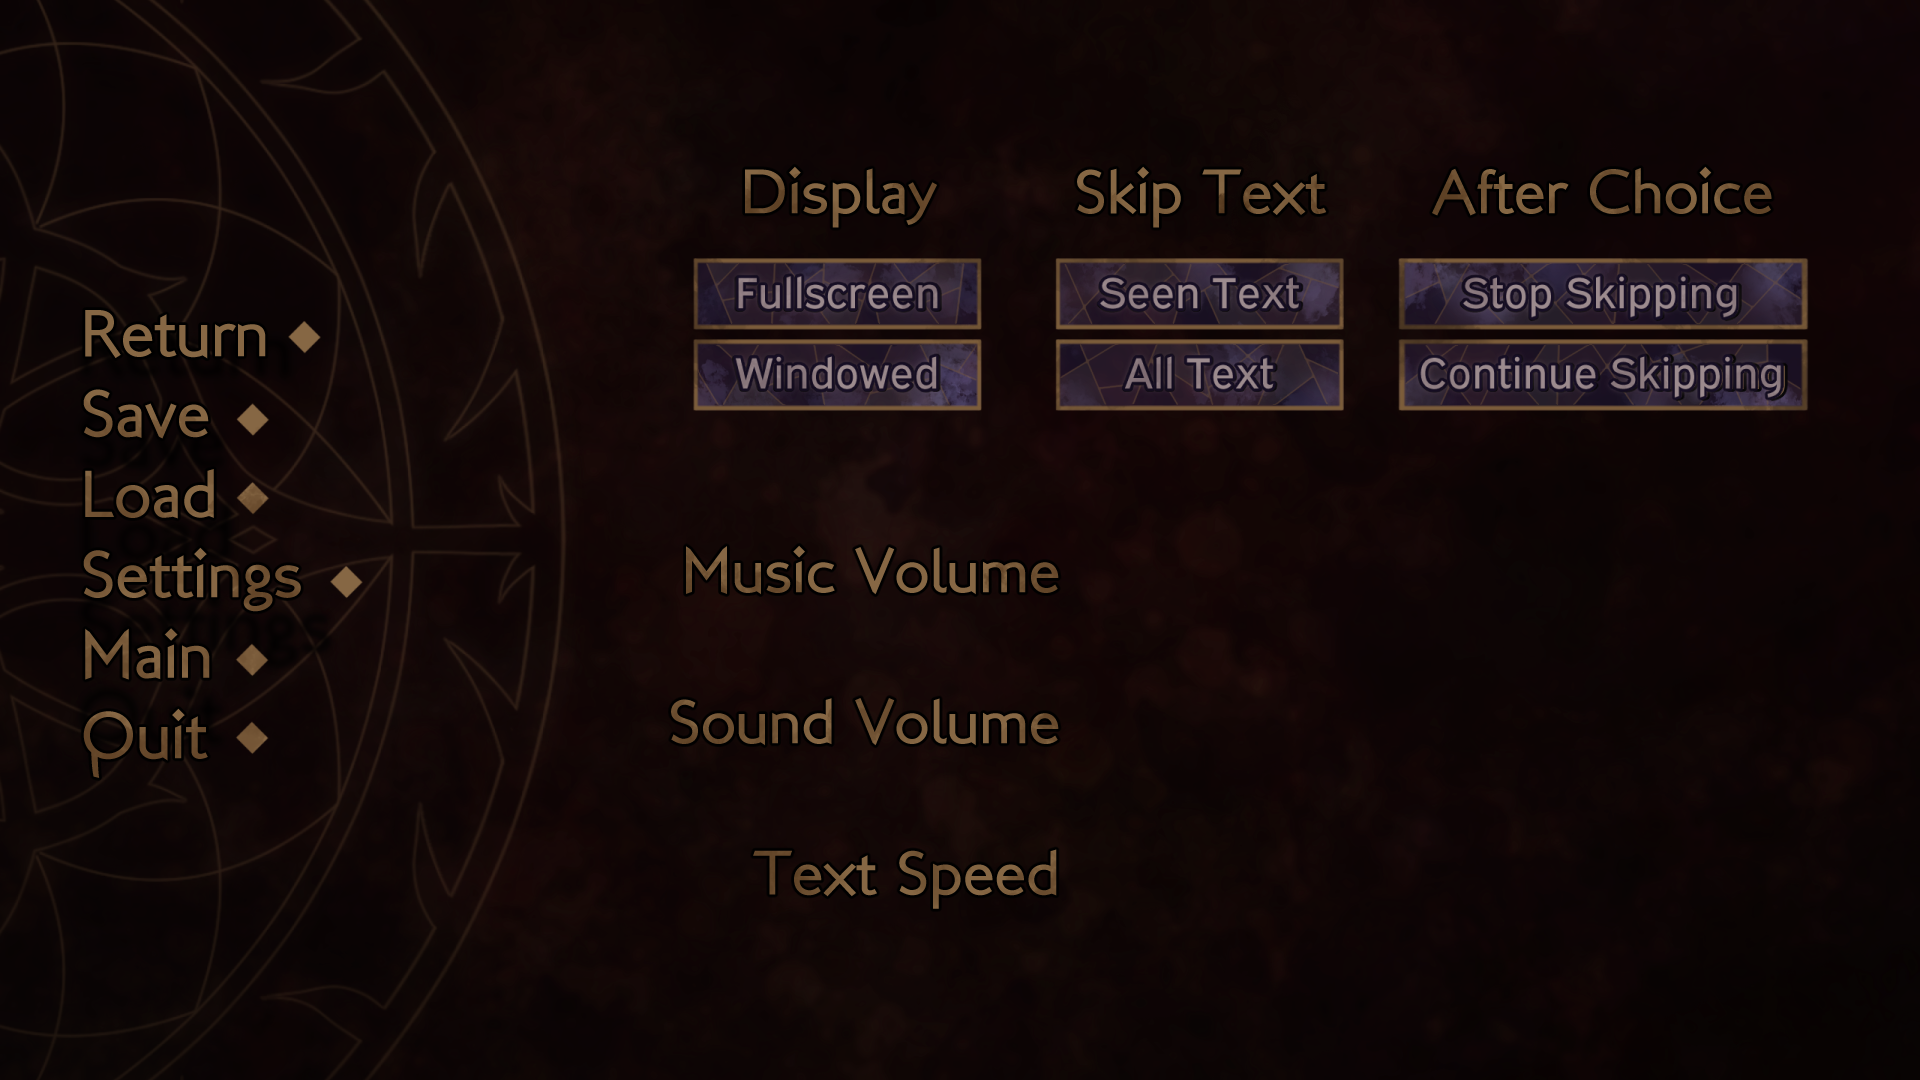 Return
Save
Load
Settings
Main
Quit
Display
Fullscreen
Windowed
Skip Text
Seen Text
All Text
After Choice
Stop Skipping
Continue Skipping
Music Volume
Sound Volume
Text Speed